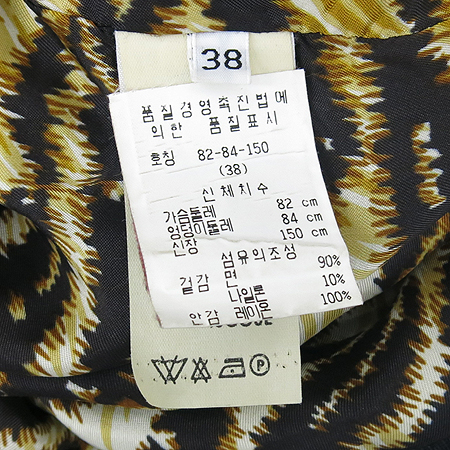 38
품질경영촉진법에
의한 품질표시
호칭 82-84-150
(38)
신체치수
가슴둘레 82 cm
엉덩이둘레 84 cm
신장 150 cm
섬유의조성
겉감 면 90%
나일론 10%
안감 레이온 100%